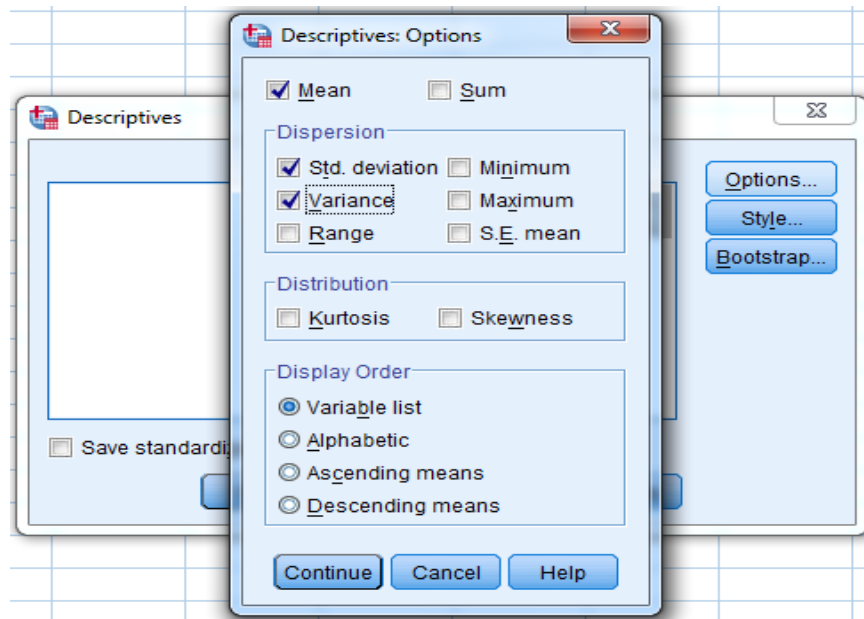 Descriptives: Options
Mean Sum
Dispersion
Std. deviation Minimum
Variance Maximum
Range S.E. mean
Distribution
Kurtosis Skewness
Display Order
Variable list
Alphabetic
Ascending means
Descending means
Continue Cancel Help
Descriptives
Options...
Style...
Bootstrap...
Save